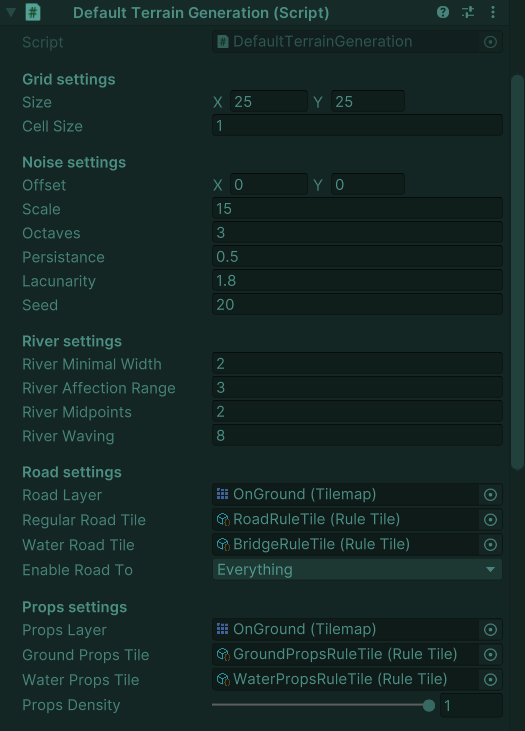 # Default Terrain Generation (Script)
Script # DefaultTerrainGeneration
Grid settings
Size X 25 Y 25
Cell Size 1
Noise settings
Offset X 0 Y 0
Scale 15
Octaves 3
Persistance 0.5
Lacunarity 1.8
Seed 20
River settings
River Minimal Width 2
River Affection Range 3
River Midpoints 2
River Waving 8
Road settings
Road Layer OnGround (Tilemap)
Regular Road Tile RoadRuleTile (Rule Tile)
Water Road Tile BridgeRuleTile (Rule Tile)
Enable Road To Everything
Props settings
Props Layer OnGround (Tilemap)
Ground Props Tile GroundPropsRuleTile (Rule Tile)
Water Props Tile WaterPropsRuleTile (Rule Tile)
Props Density 1